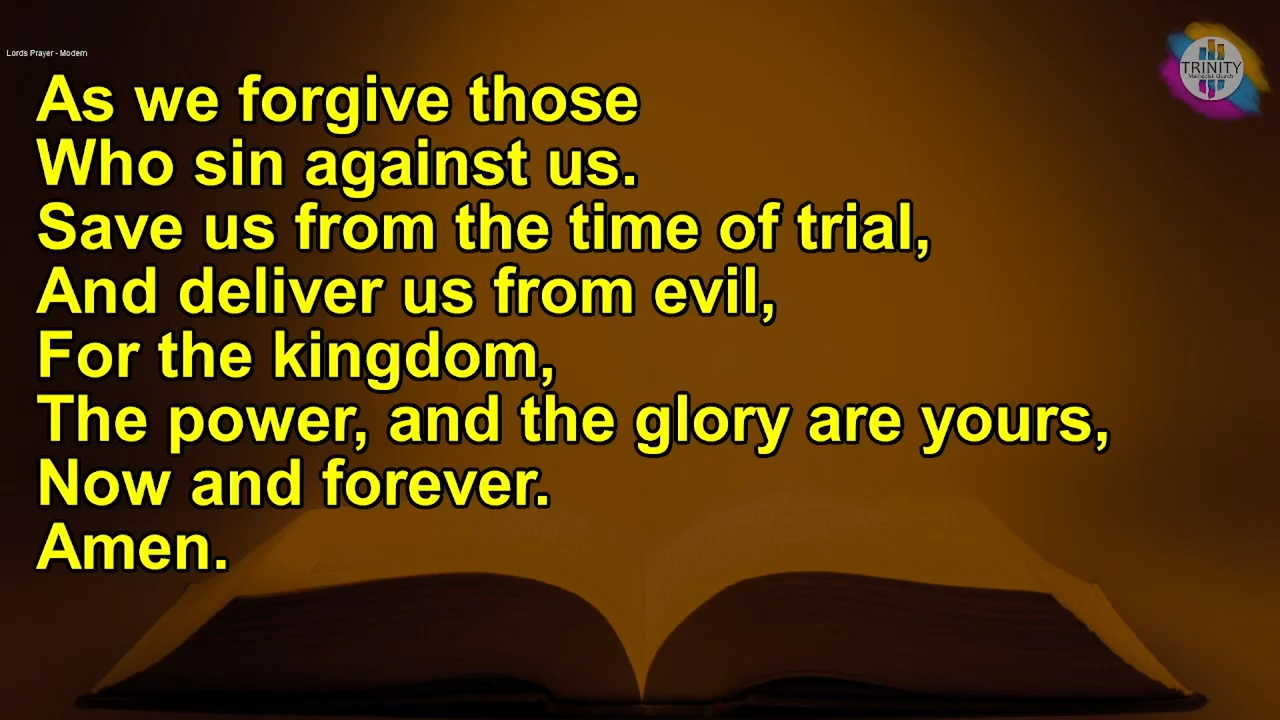 Lords Prayer - Modern
TRINITY
Methodist church
As we forgive those
Who sin against us.
Save us from the time of trial,
And deliver us from evil,
For the kingdom,
The power, and the glory are yours,
Now and forever.
Amen.